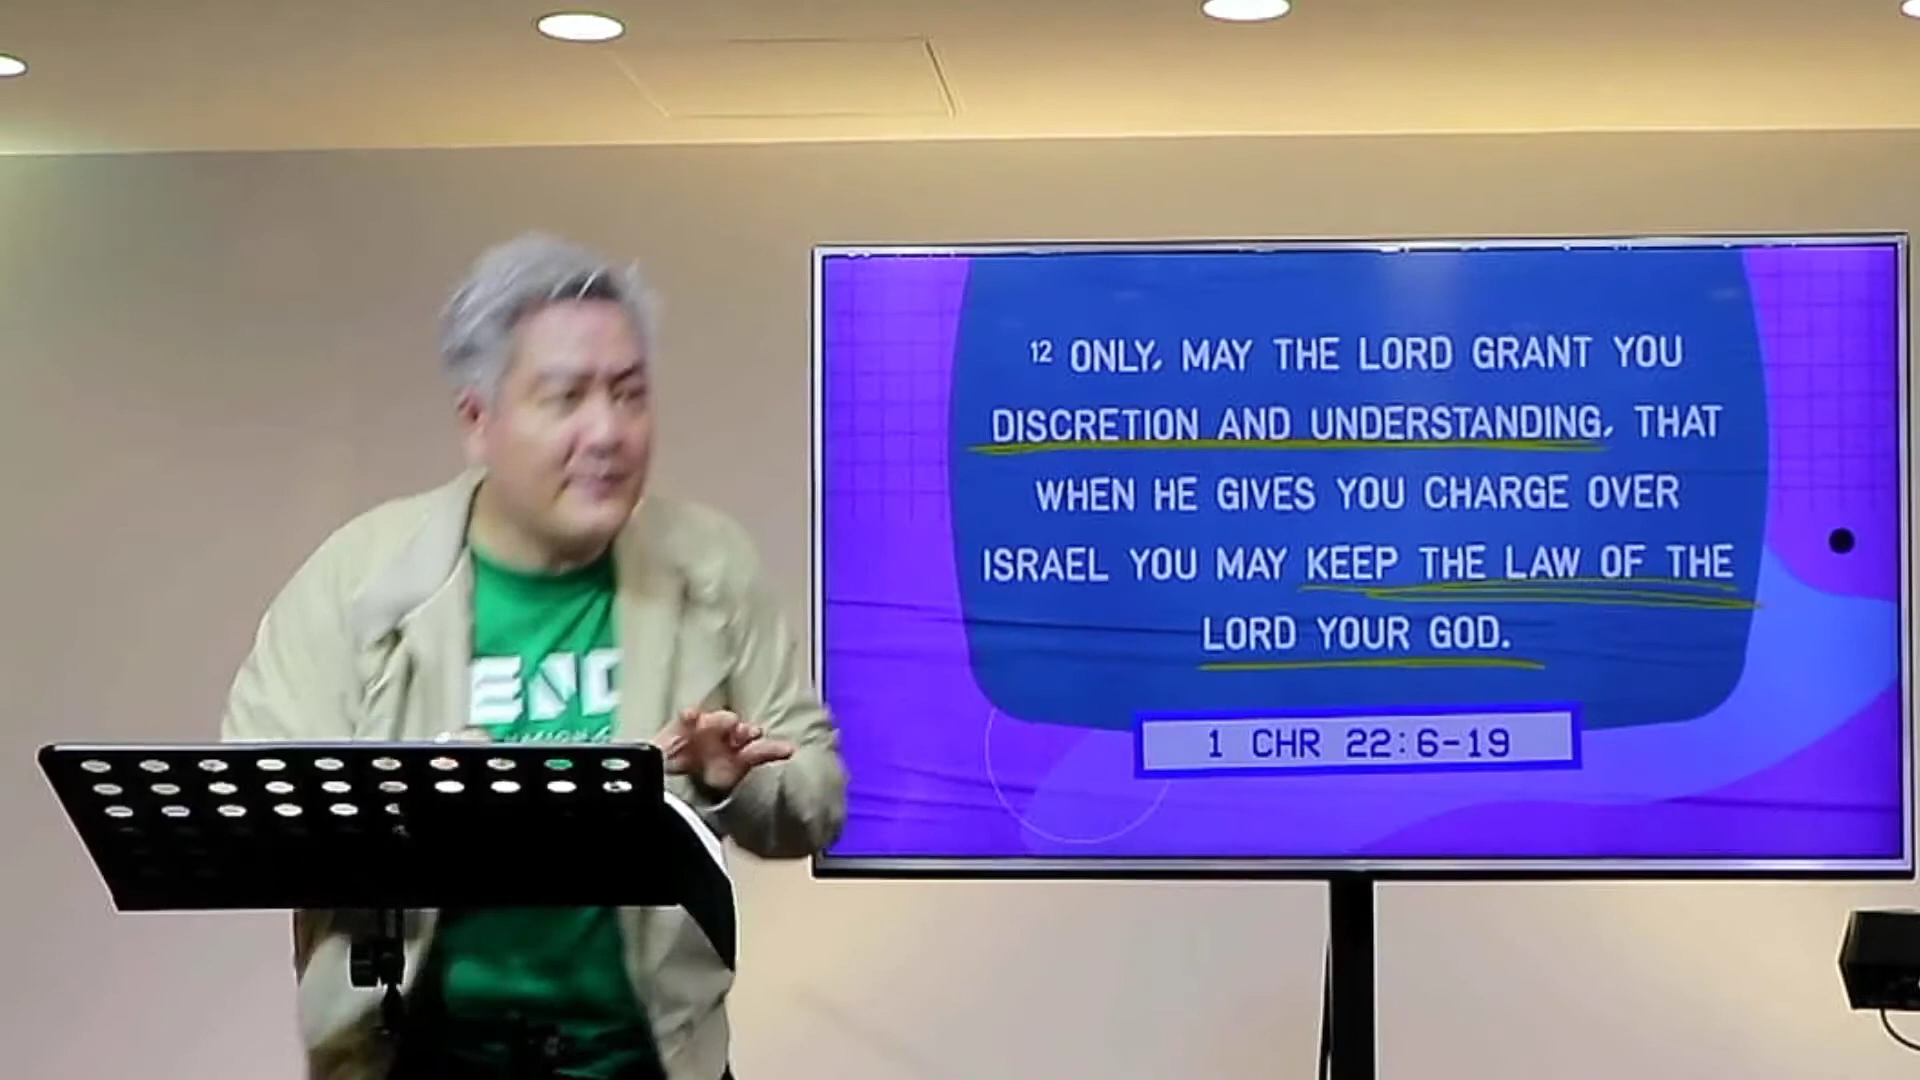 12 ONLY, MAY THE LORD GRANT YOU
DISCRETION AND UNDERSTANDING, THAT
WHEN HE GIVES YOU CHARGE OVER
ISRAEL YOU MAY KEEP THE LAW OF THE
LORD YOUR GOD.
1 CHR 22:6-19